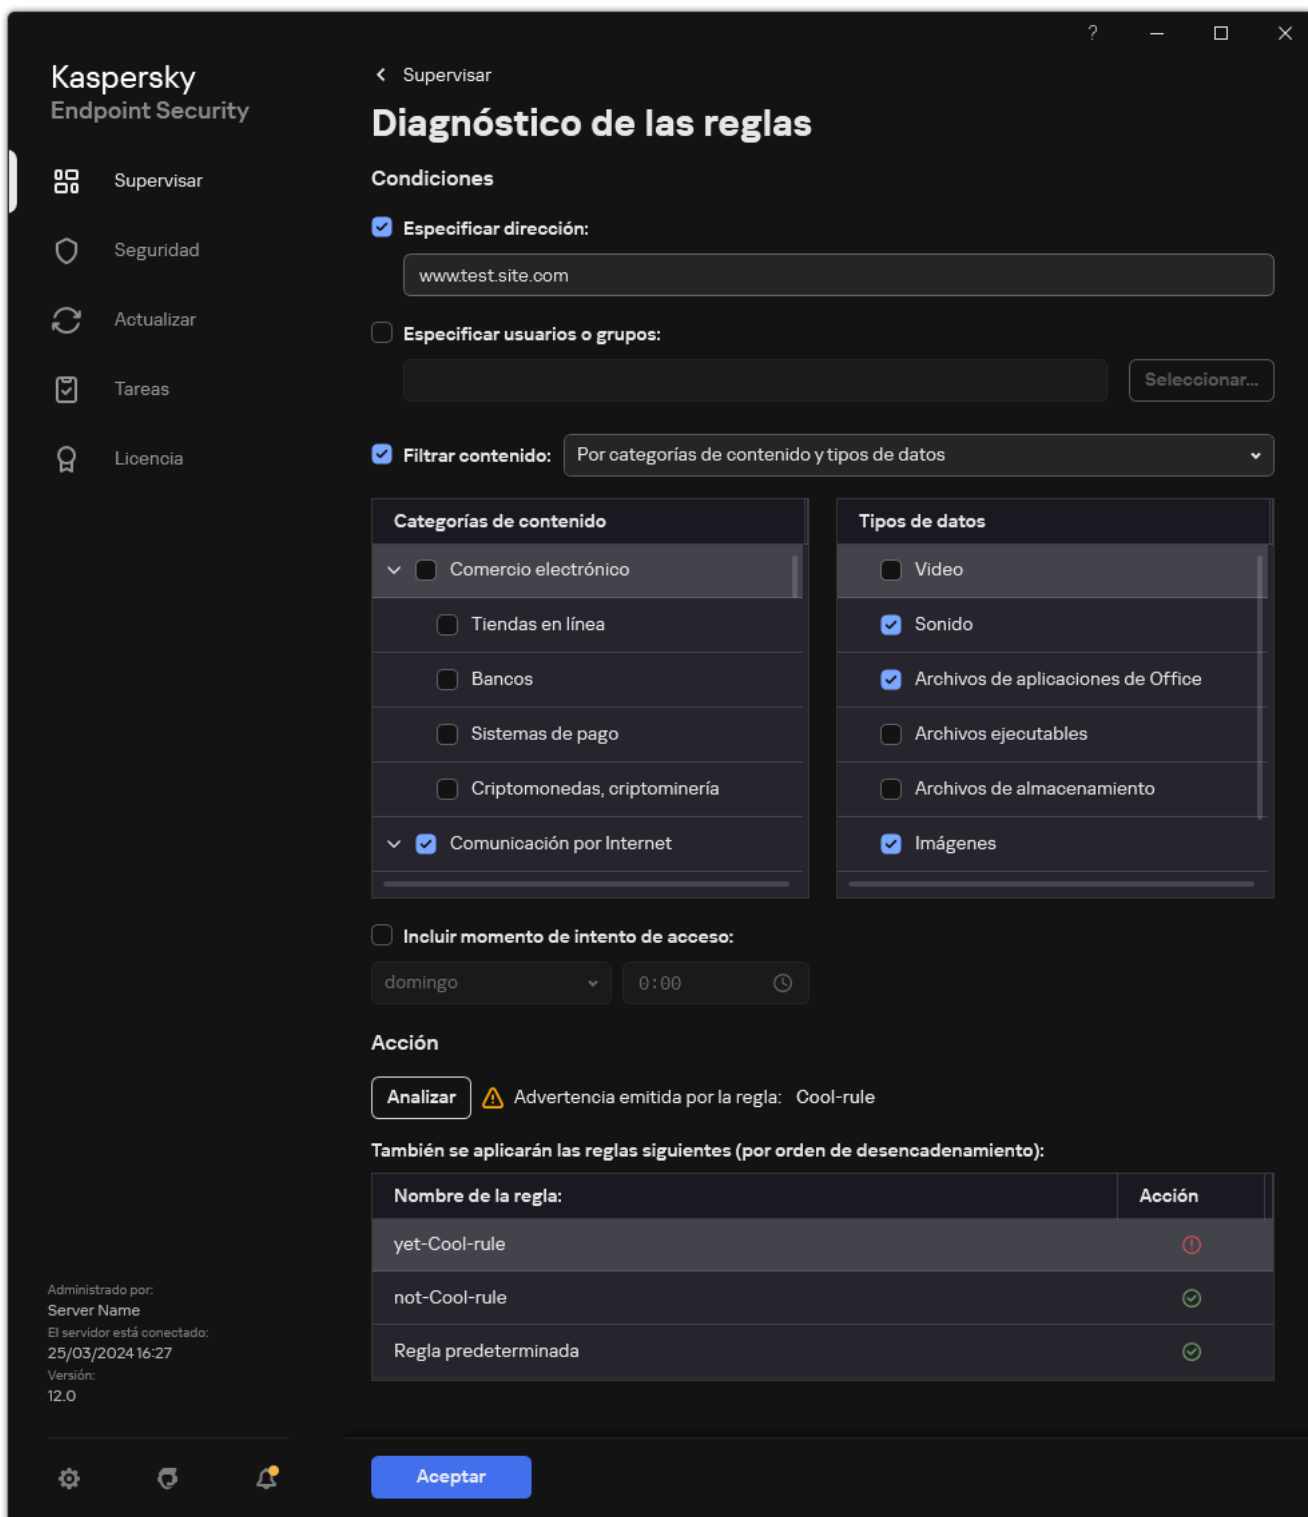 ?
Kaspersky
Endpoint Security
Supervisar
Seguridad
Actualizar
Tareas
Licencia
Administrado por:
Server Name
El servidor está conectado:
25/03/2024 16:27
Versión:
12.0
Supervisar
Diagnóstico de las reglas
Condiciones
Especificar dirección:
www.test.site.com
Especificar usuarios o grupos:
Seleccionar...
Filtrar contenido: Por categorías de contenido y tipos de datos
Categorías de contenido
Comercio electrónico
Tiendas en línea
Bancos
Sistemas de pago
Criptomonedas, criptominería
Comunicación por Internet
Tipos de datos
Video
Sonido
Archivos de aplicaciones de Office
Archivos ejecutables
Archivos de almacenamiento
Imágenes
Incluir momento de intento de acceso:
domingo 0:00
Acción
Analizar Advertencia emitida por la regla: Cool-rule
También se aplicarán las reglas siguientes (por orden de desencadenamiento):
Nombre de la regla: Acción
yet-Cool-rule
not-Cool-rule
Regla predeterminada
Aceptar